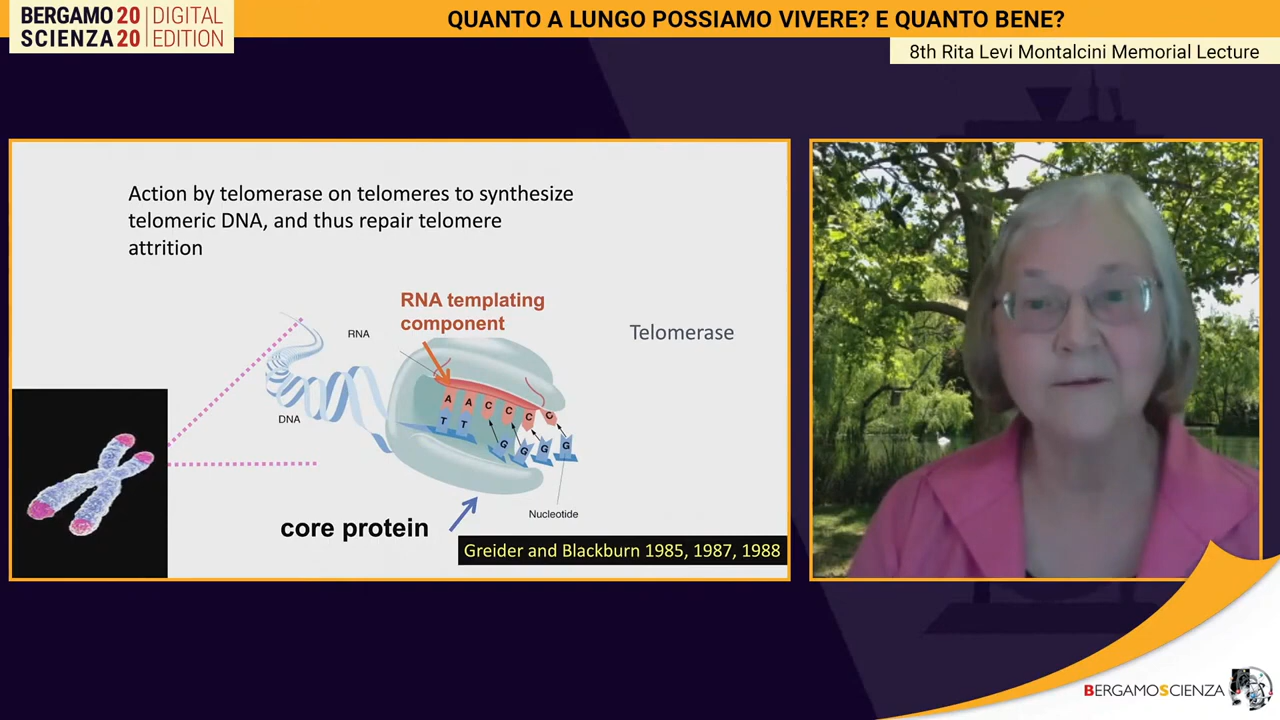 BERGAMO 20 DIGITAL
SCIENZA 20 EDITION
QUANTO A LUNGO POSSIAMO VIVERE? E QUANTO BENE?
8th Rita Levi Montalcini Memorial Lecture
Action by telomerase on telomeres to synthesize
telomeric DNA, and thus repair telomere
attrition
RNA templating
component
RNA
Telomerase
DNA
A A C C C C
T T G G G G
Nucleotide
core protein
Greider and Blackburn 1985, 1987, 1988
BERGAMOSCIENZA